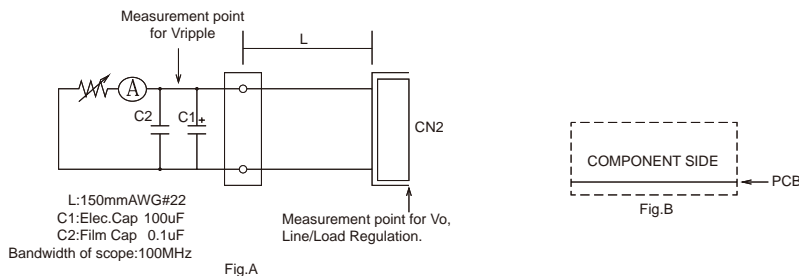 Measurement point
for Vripple
L
A
C2
C1
+
CN2
L:150mmAWG#22
C1:Elec.Cap 100uF
C2:Film Cap 0.1uF
Bandwidth of scope:100MHz
Measurement point for Vo,
Line/Load Regulation.
Fig.A
COMPONENT SIDE
PCB
Fig.B